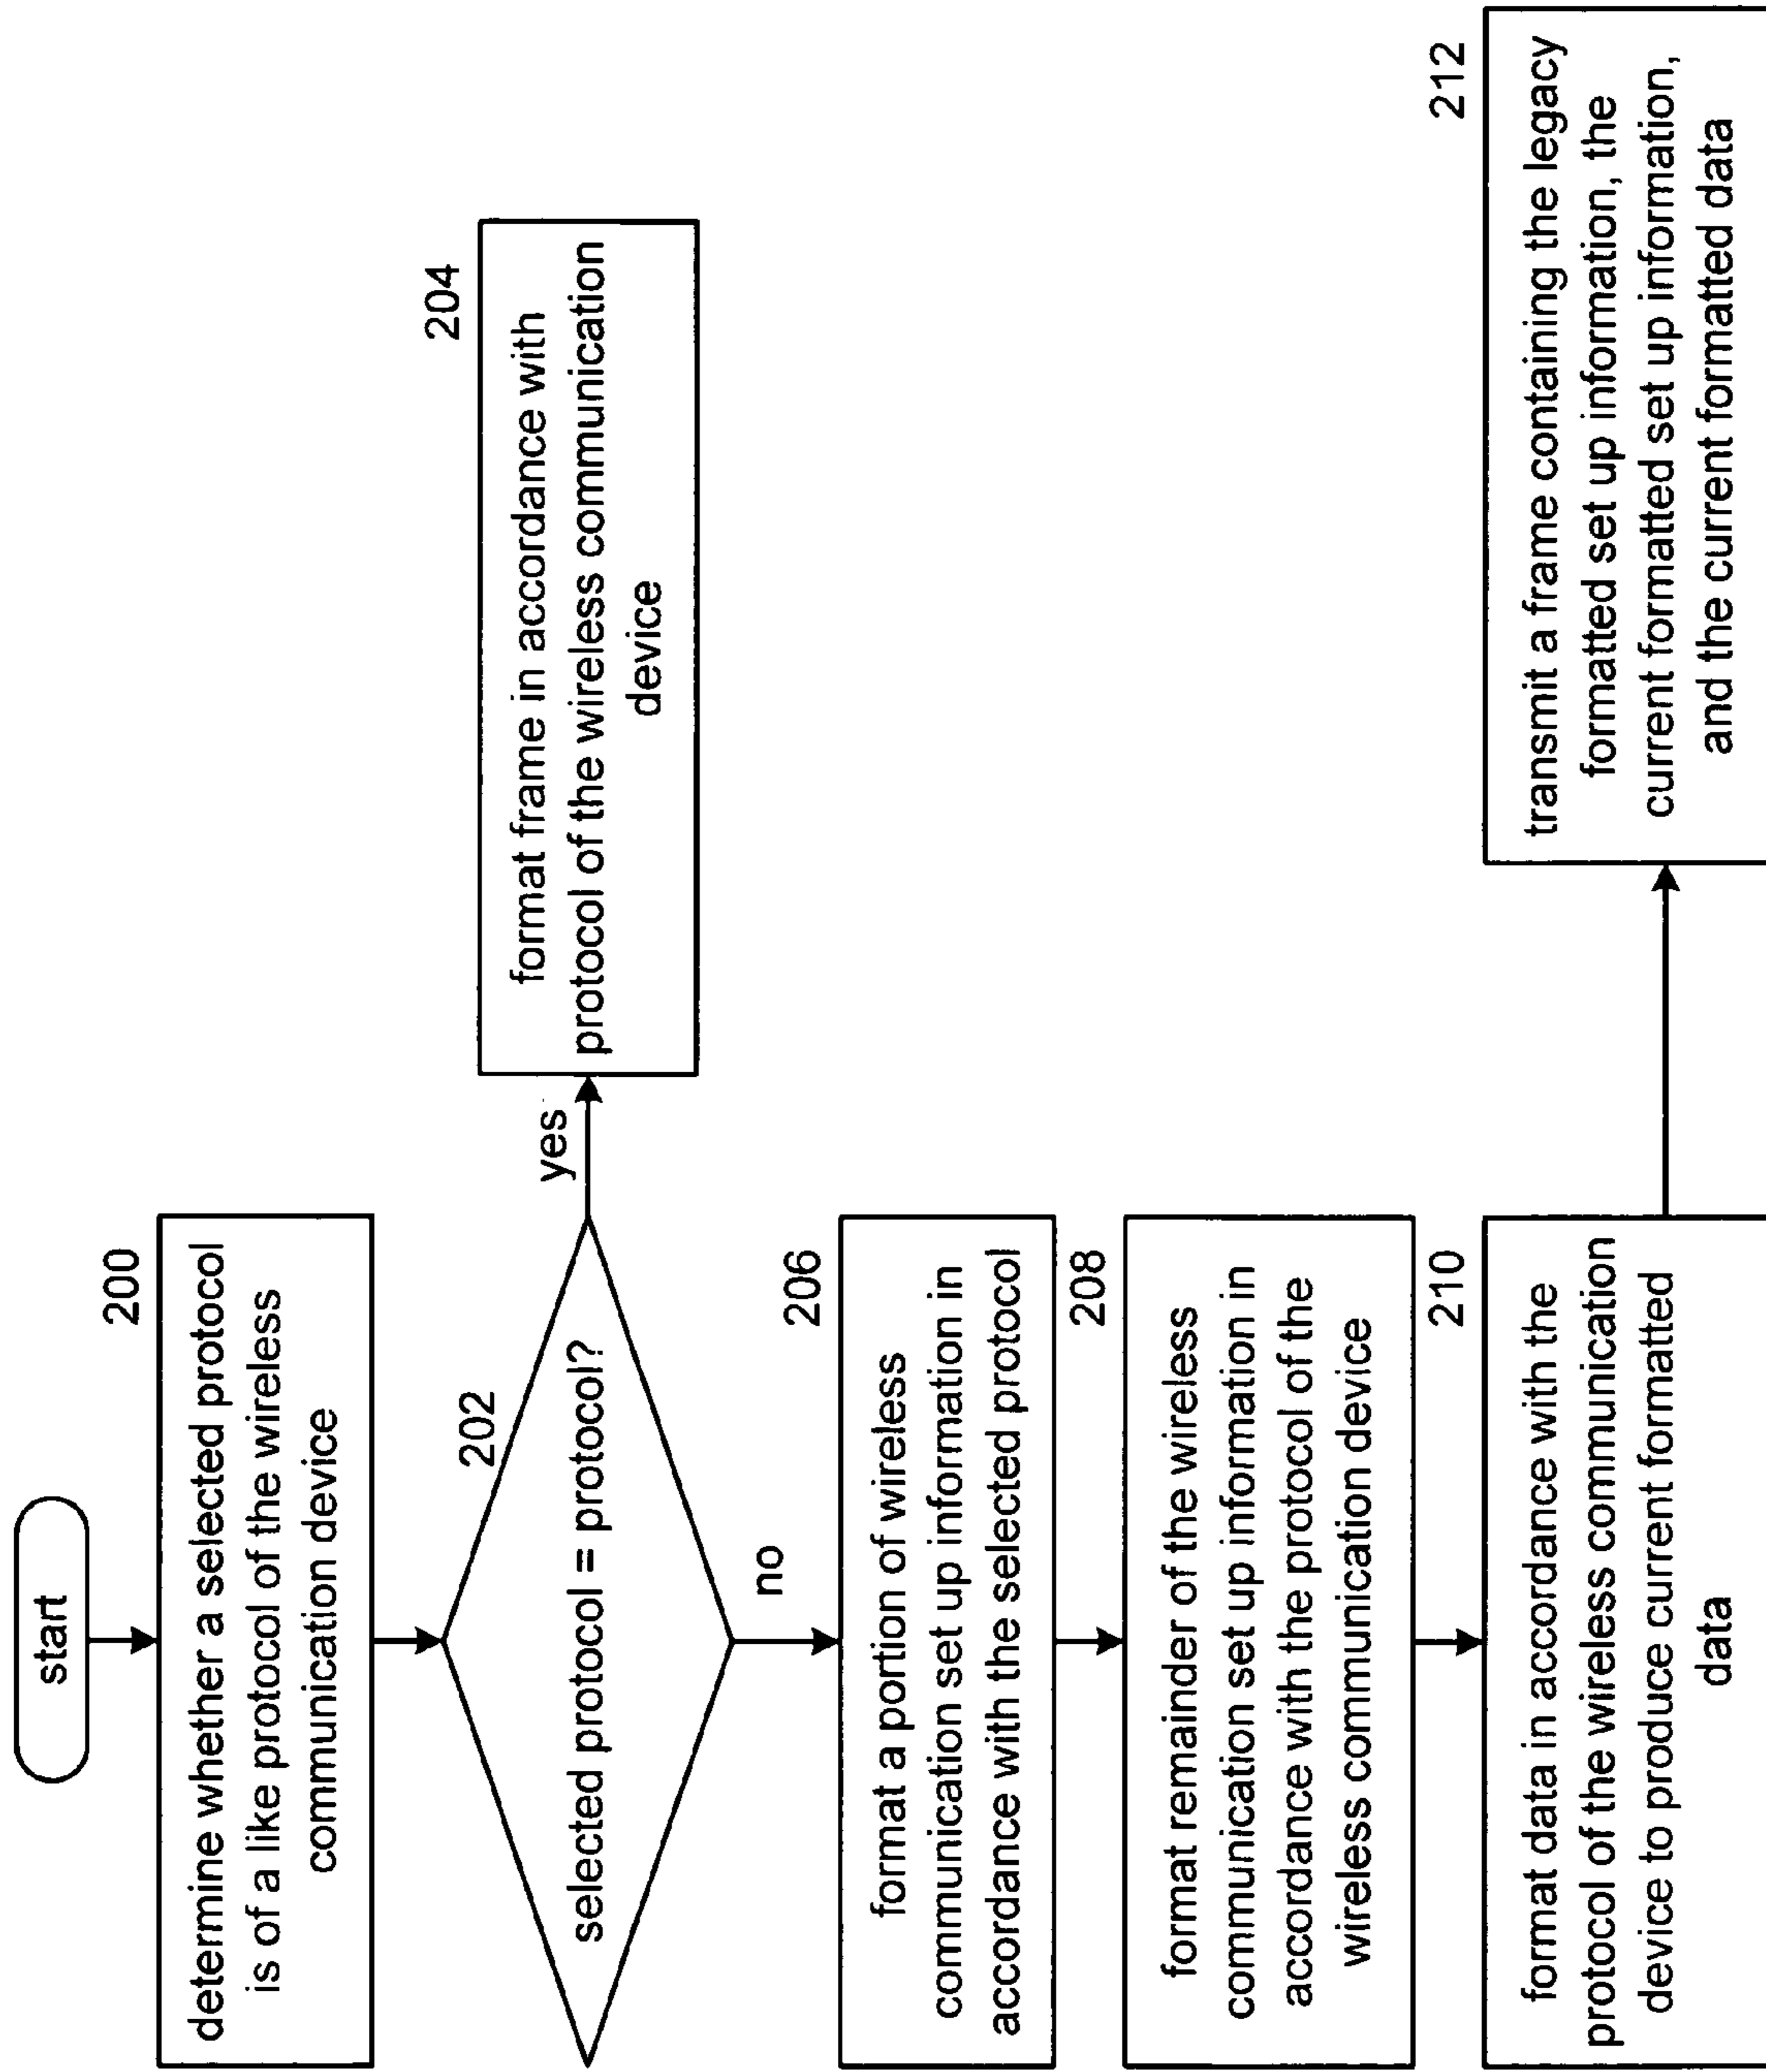 start
200
determine whether a selected protocol
is of a like protocol of the wireless
communication device
202
selected protocol = protocol?
yes
204
format frame in accordance with
protocol of the wireless communication
device
no
206
format a portion of wireless
communication set up information in
accordance with the selected protocol
208
format remainder of the wireless
communication set up information in
accordance with the protocol of the
wireless communication device
210
format data in accordance with the
protocol of the wireless communication
device to produce current formatted
data
212
transmit a frame containing the legacy
formatted set up information, the
current formatted set up information,
and the current formatted data